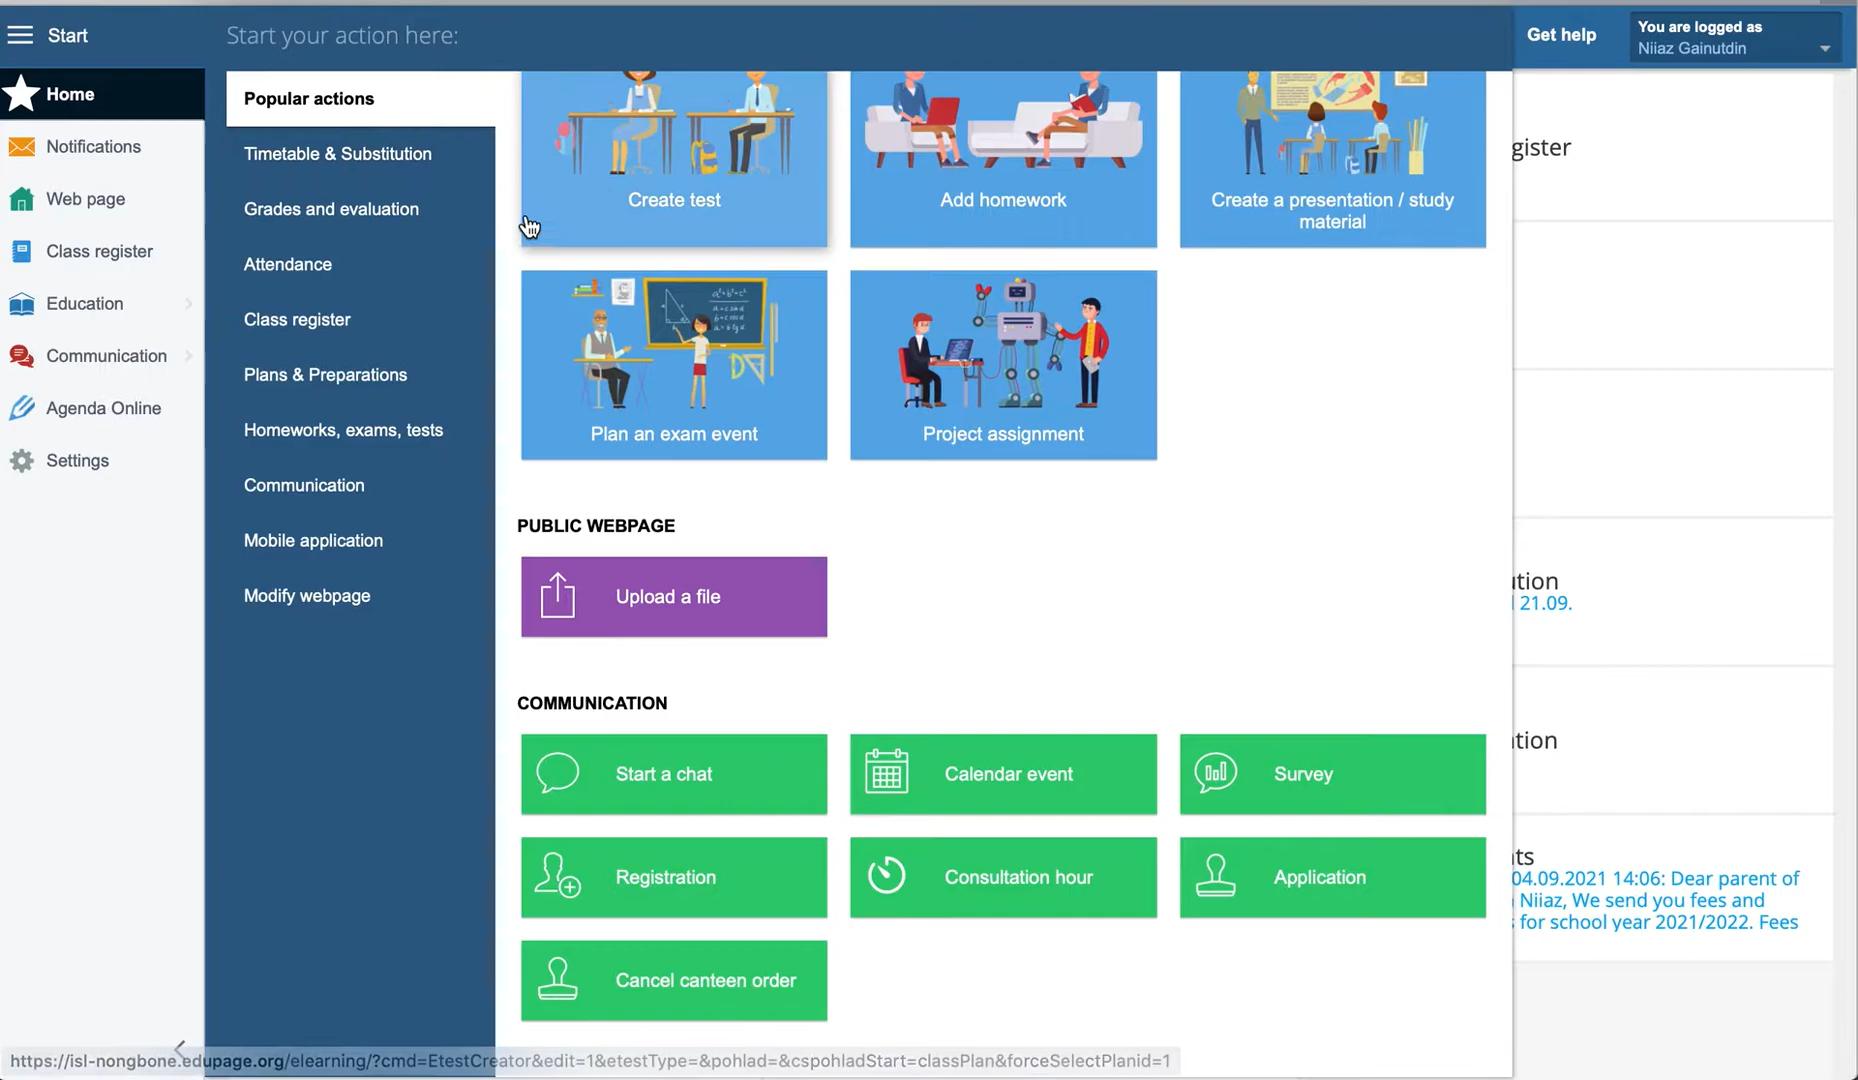 Start
Start your action here:
Get help
You are logged as
Niiaz Gainutdin
Home
Notifications
Web page
Class register
Education
Communication
Agenda Online
Settings
Popular actions
Timetable & Substitution
Grades and evaluation
Attendance
Class register
Plans & Preparations
Homeworks, exams, tests
Communication
Mobile application
Modify webpage
Create test
Add homework
Create a presentation / study
material
Plan an exam event
Project assignment
PUBLIC WEBPAGE
Upload a file
COMMUNICATION
Start a chat
Calendar event
Survey
Registration
Consultation hour
Application
Cancel canteen order
gister
ution
21.09.
ation
ts
04.09.2021 14:06: Dear parent of
Niiaz, We send you fees and
s for school year 2021/2022. Fees
https://isl-nongbone.edupage.org/elearning/?cmd=EtestCreator&edit=1&etestType=&pohlad=&cspohladStart=classPlan&forceSelectPlanid=1